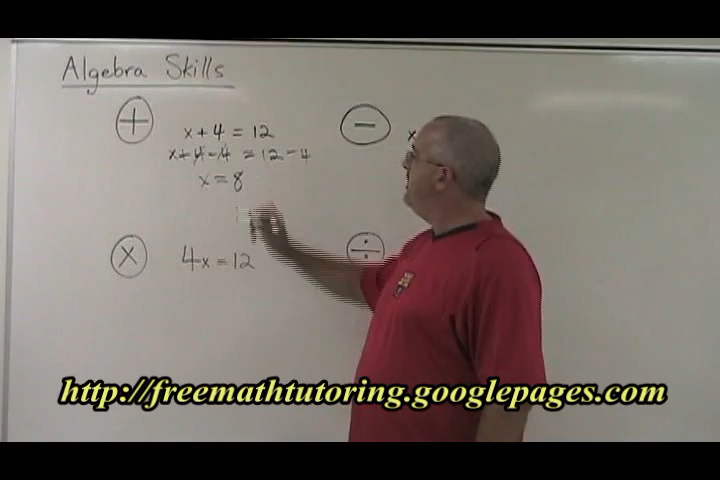 Algebra Skills
+ x + 4 = 12 − x
x + 4 - 4 = 12 - 4
x = 8
× 4x = 12 ÷
http://freemathtutoring.googlepages.com